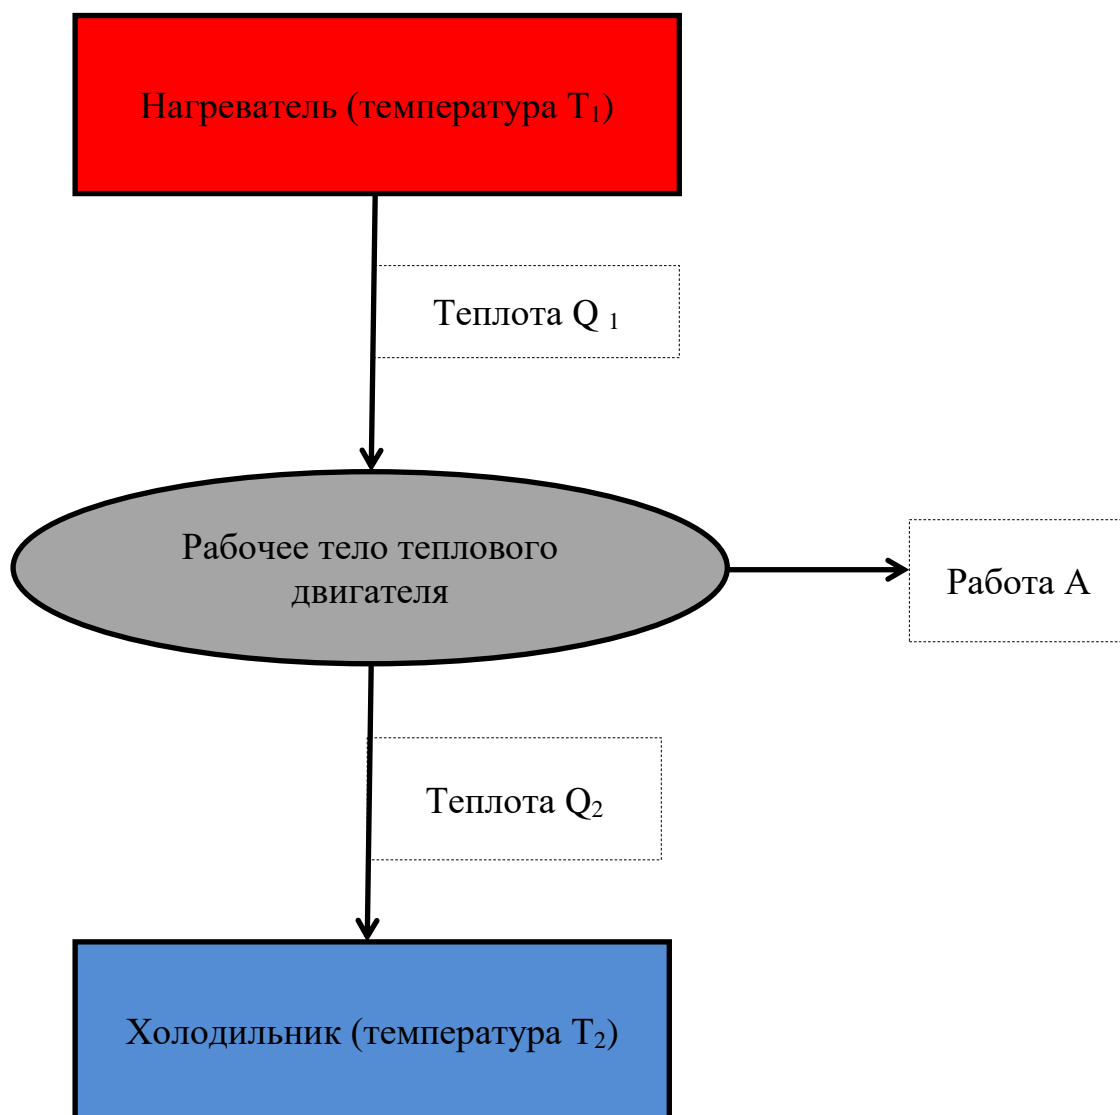 Нагреватель (температура T₁)
Теплота Q ₁
Рабочее тело теплового
двигателя
Работа А
Теплота Q₂
Холодильник (температура T₂)